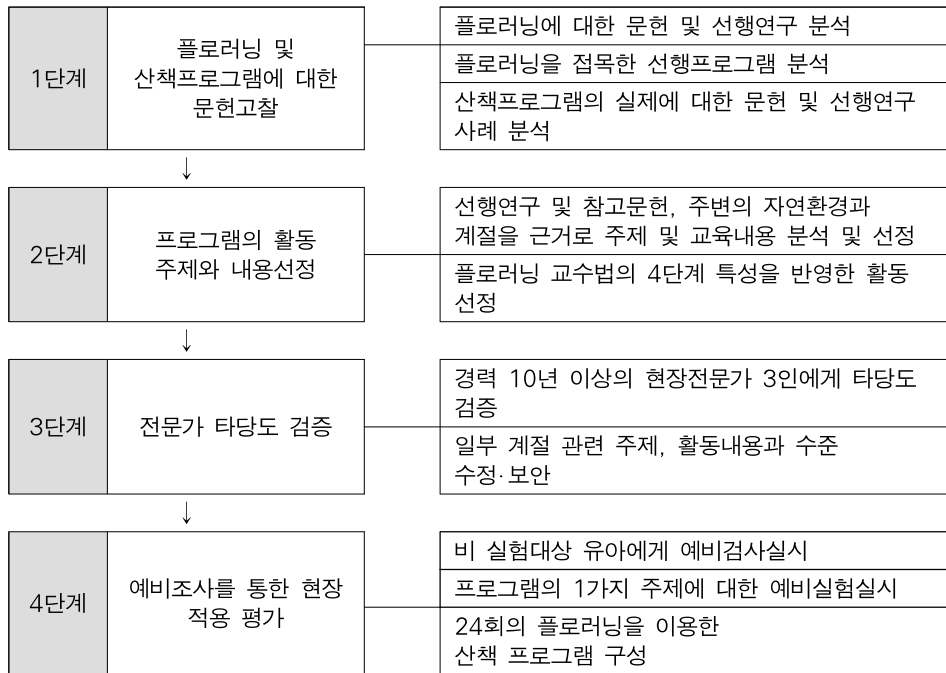 1단계
플로러닝 및
산책프로그램에 대한
문헌고찰
플로러닝에 대한 문헌 및 선행연구 분석
플로러닝을 접목한 선행프로그램 분석
산책프로그램의 실제에 대한 문헌 및 선행연구
사례 분석
↓
2단계
프로그램의 활동
주제와 내용선정
선행연구 및 참고문헌, 주변의 자연환경과
계절을 근거로 주제 및 교육내용 분석 및 선정
플로러닝 교수법의 4단계 특성을 반영한 활동
선정
↓
3단계
전문가 타당도 검증
경력 10년 이상의 현장전문가 3인에게 타당도
검증
일부 계절 관련 주제, 활동내용과 수준
수정·보안
↓
4단계
예비조사를 통한 현장
적용 평가
비 실험대상 유아에게 예비검사실시
프로그램의 1가지 주제에 대한 예비실험실시
24회의 플로러닝을 이용한
산책 프로그램 구성